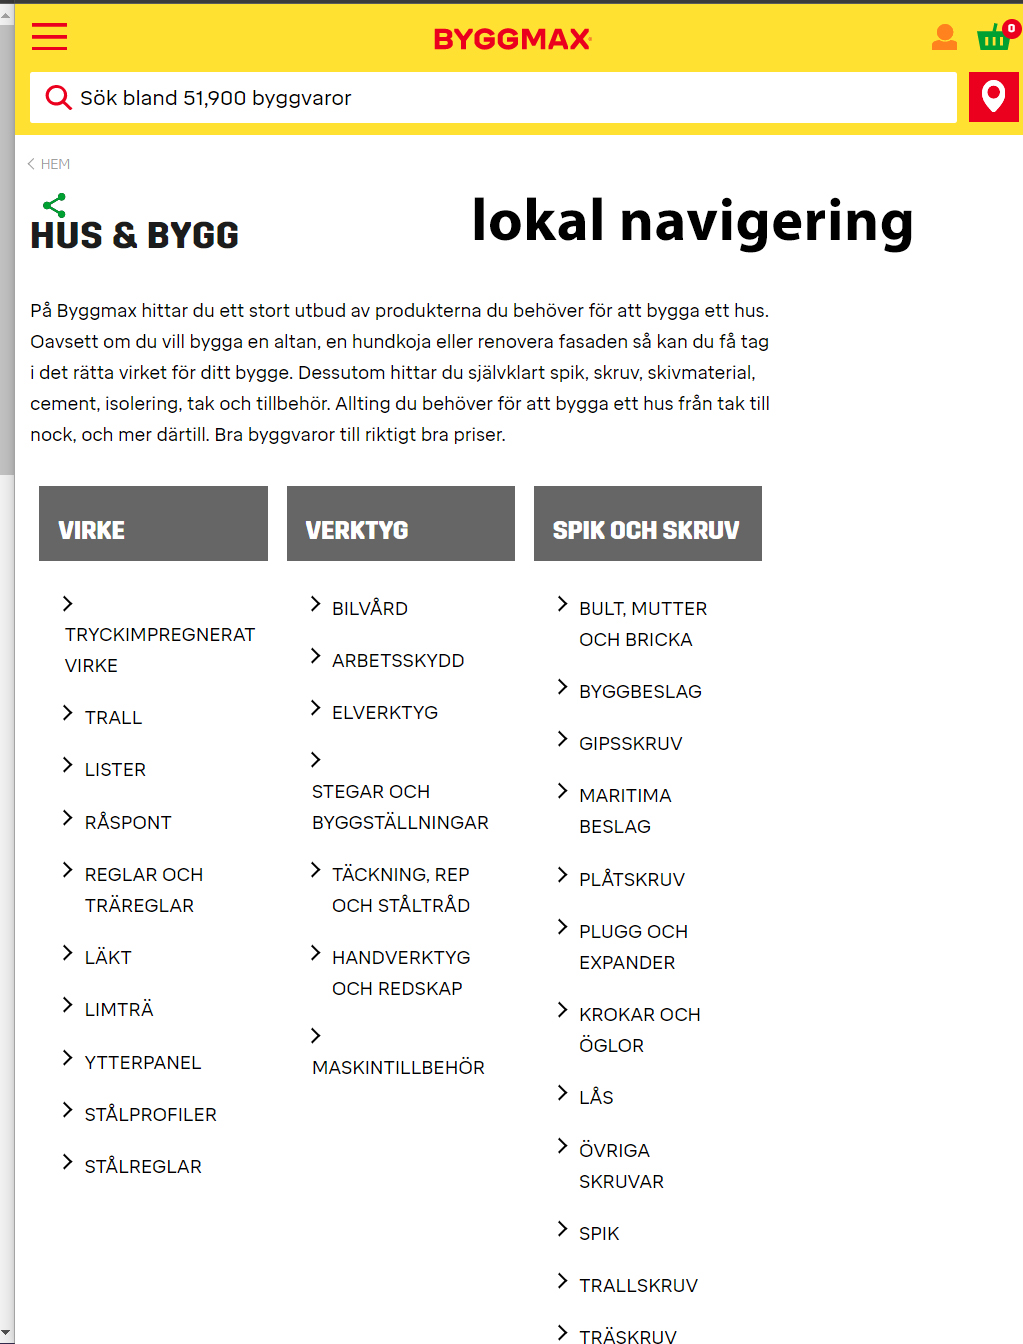 BYGGMAX
0
Sök bland 51,900 byggvaror
HEM
HUS & BYGG
lokal navigering
På Byggmax hittar du ett stort utbud av produkterna du behöver för att bygga ett hus.
Oavsett om du vill bygga en altan, en hundkoja eller renovera fasaden så kan du få tag
i det rätta virket för ditt bygge. Dessutom hittar du självklart spik, skruv, skivmaterial,
cement, isolering, tak och tillbehör. Allting du behöver för att bygga ett hus från tak till
nock, och mer därtill. Bra byggvaror till riktigt bra priser.
VIRKE
TRYCKIMPREGNERAT
VIRKE
TRALL
LISTER
RÅSPONT
REGLAR OCH
TRÄREGLAR
LÄKT
LIMTRÄ
YTTERPANEL
STÅLPROFILER
STÅLREGLAR
VERKTYG
BILVÅRD
ARBETSSKYDD
ELVERKTYG
STEGAR OCH
BYGGSTÄLLNINGAR
TÄCKNING, REP
OCH STÅLTRÅD
HANDVERKTYG
OCH REDSKAP
MASKINTILLBEHÖR
SPIK OCH SKRUV
BULT, MUTTER
OCH BRICKA
BYGGBESLAG
GIPSSKRUV
MARITIMA
BESLAG
PLÅTSKRUV
PLUGG OCH
EXPANDER
KROKAR OCH
ÖGLOR
LÅS
ÖVRIGA
SKRUVAR
SPIK
TRALLSKRUV
TRÄSKRUV